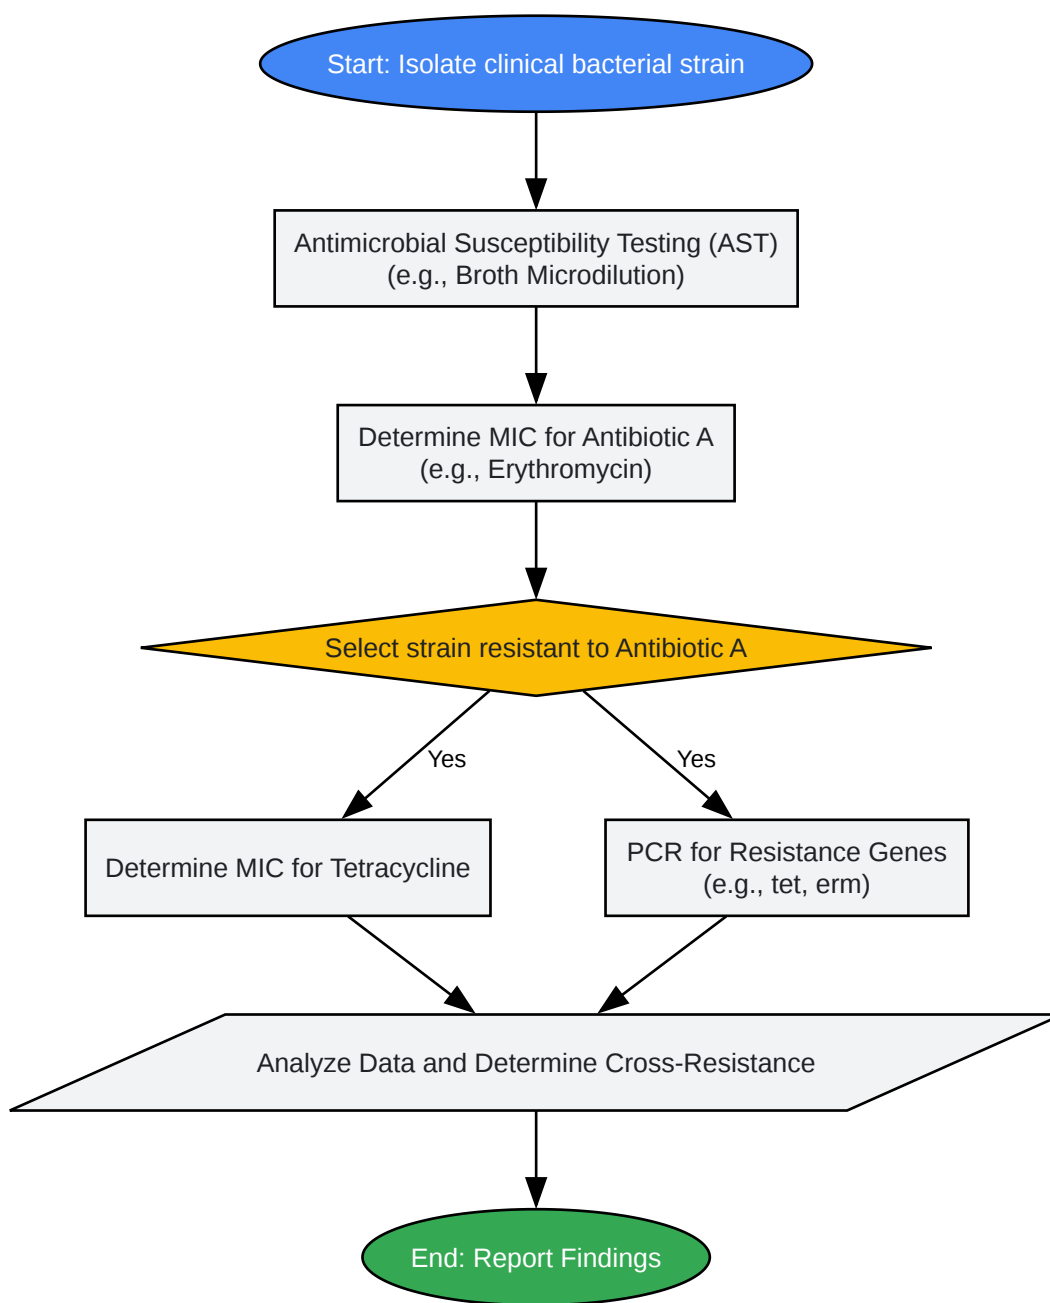 Start: Isolate clinical bacterial strain
Antimicrobial Susceptibility Testing (AST)
(e.g., Broth Microdilution)
Determine MIC for Antibiotic A
(e.g., Erythromycin)
Select strain resistant to Antibiotic A
Yes
Yes
Determine MIC for Tetracycline
PCR for Resistance Genes
(e.g., tet, erm)
Analyze Data and Determine Cross-Resistance
End: Report Findings